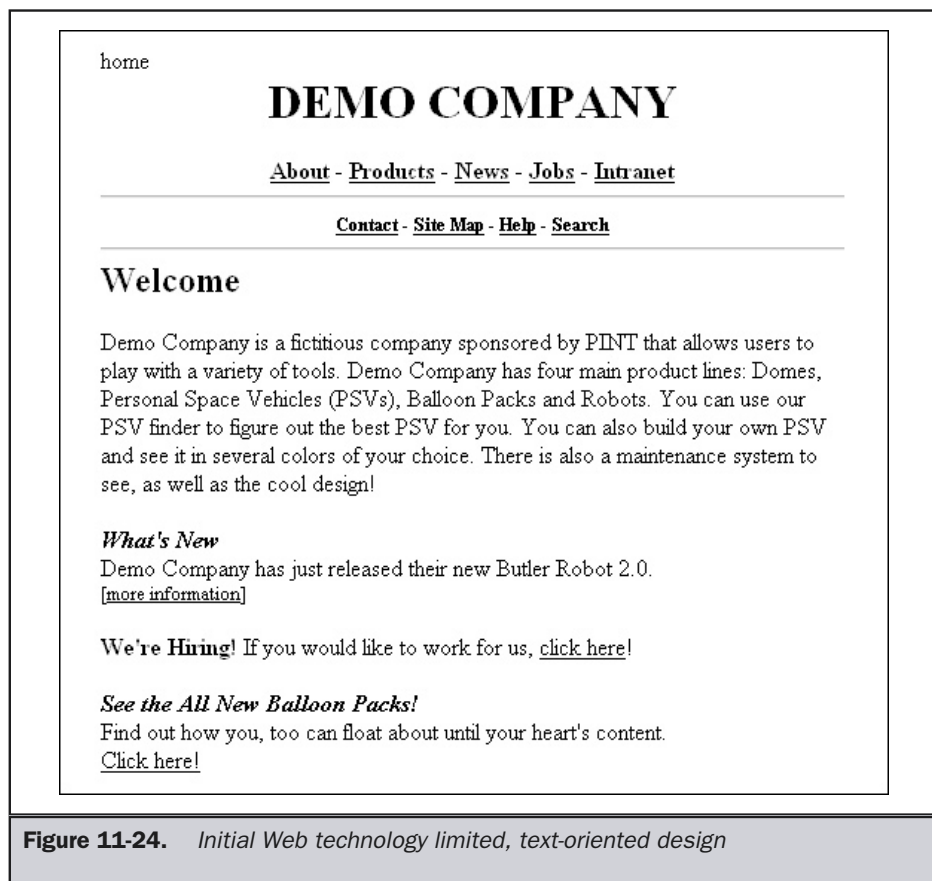 home
DEMO COMPANY
About - Products - News - Jobs - Intranet
Contact - Site Map - Help - Search
Welcome
Demo Company is a fictitious company sponsored by PINT that allows users to
play with a variety of tools. Demo Company has four main product lines: Domes,
Personal Space Vehicles (PSVs), Balloon Packs and Robots. You can use our
PSV finder to figure out the best PSV for you. You can also build your own PSV
and see it in several colors of your choice. There is also a maintenance system to
see, as well as the cool design!
What's New
Demo Company has just released their new Butler Robot 2.0.
[more information]
We're Hiring! If you would like to work for us, click here!
See the All New Balloon Packs!
Find out how you, too can float about until your heart's content.
Click here!
Figure 11-24. Initial Web technology limited, text-oriented design